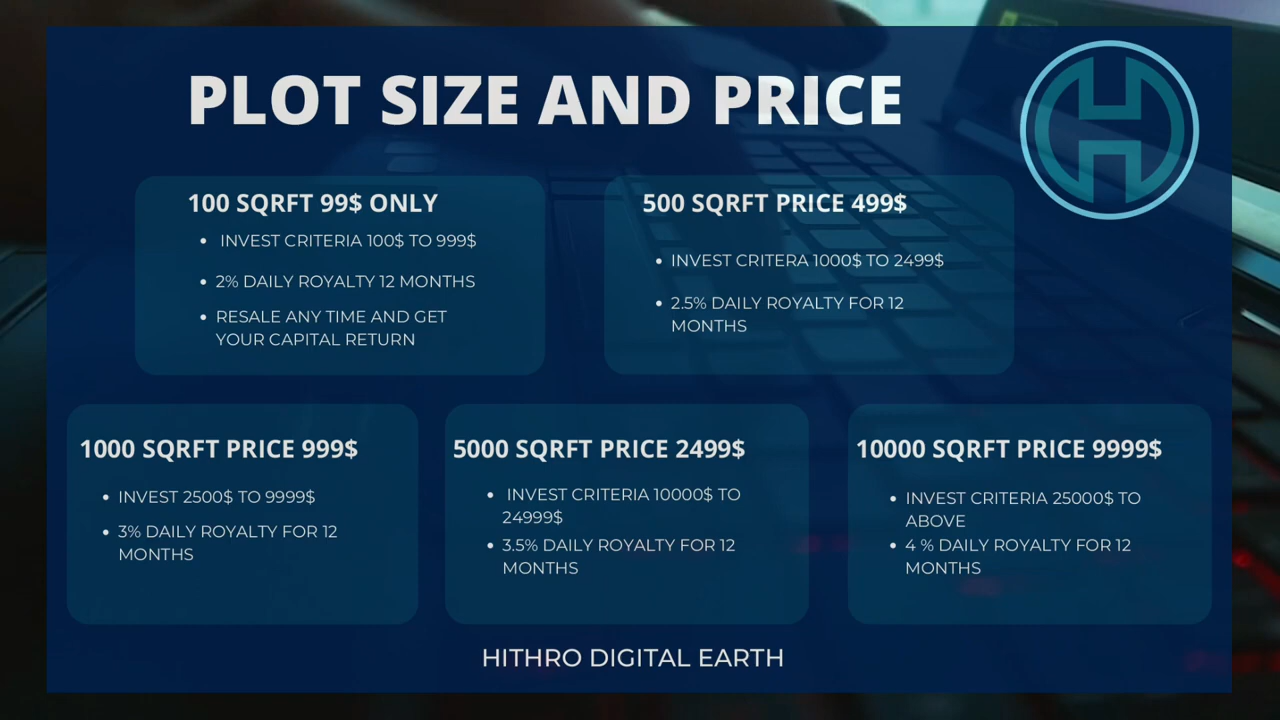 PLOT SIZE AND PRICE
100 SQRFT 99$ ONLY
• INVEST CRITERIA 100$ TO 999$
• 2% DAILY ROYALTY 12 MONTHS
• RESALE ANY TIME AND GET
YOUR CAPITAL RETURN
500 SQRFT PRICE 499$
• INVEST CRITERA 1000$ TO 2499$
• 2.5% DAILY ROYALTY FOR 12
MONTHS
1000 SQRFT PRICE 999$
• INVEST 2500$ TO 9999$
• 3% DAILY ROYALTY FOR 12
MONTHS
5000 SQRFT PRICE 2499$
• INVEST CRITERIA 10000$ TO
24999$
• 3.5% DAILY ROYALTY FOR 12
MONTHS
10000 SQRFT PRICE 9999$
• INVEST CRITERIA 25000$ TO
ABOVE
• 4 % DAILY ROYALTY FOR 12
MONTHS
HITHRO DIGITAL EARTH